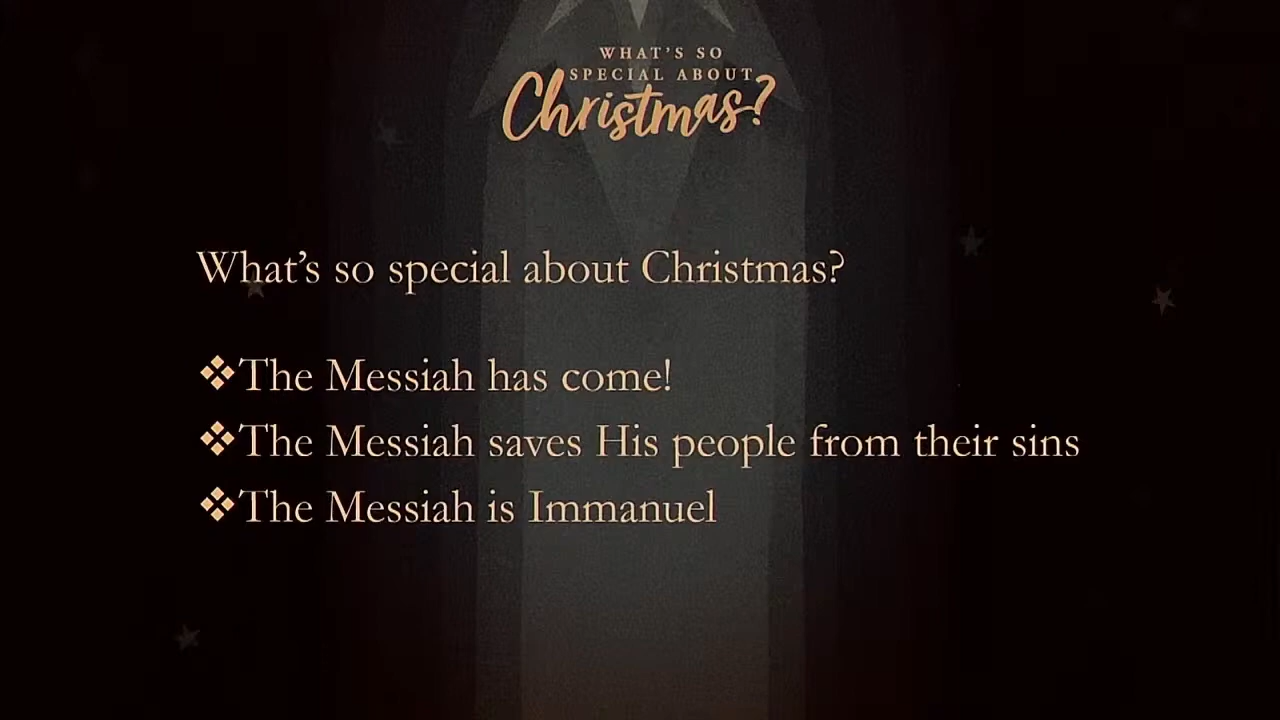 WHAT'S SO
SPECIAL ABOUT
Christmas?
What's so special about Christmas?
❖The Messiah has come!
❖The Messiah saves His people from their sins
❖The Messiah is Immanuel